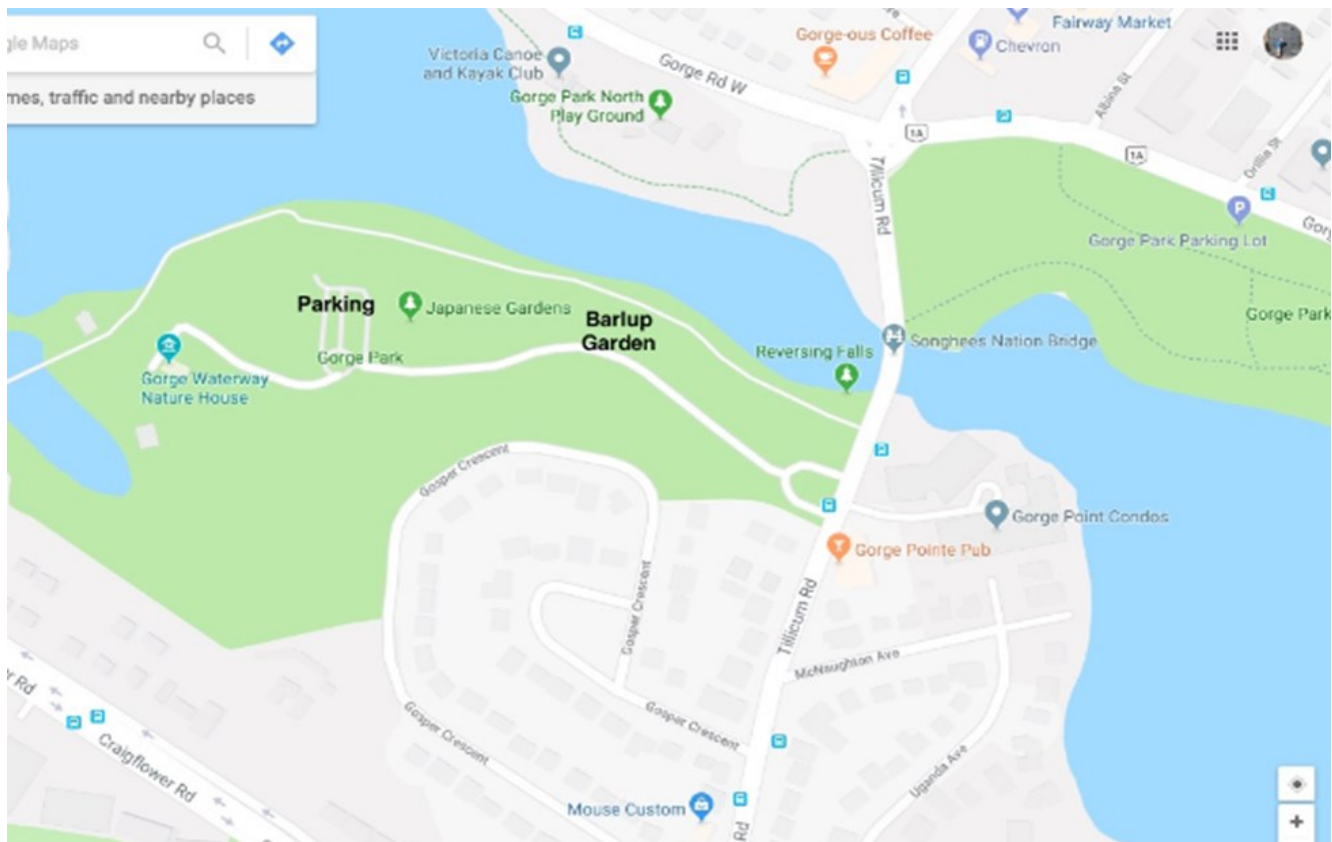 gle Maps
mes, traffic and nearby places
Victoria Canoe
and Kayak Club
Gorge Park North
Play Ground
Gorge Rd W
Gorge-ous Coffee
Chevron
Fairway Market
1A
Albina St
1A
Orillia St
Tillicum Rd
P
Gorge Park Parking Lot
Gorg
Gorge Park
Parking
Japanese Gardens
Barlup
Garden
Gorge Park
Gorge Waterway
Nature House
Reversing Falls
Songhees Nation Bridge
Gosper Crescent
Gorge Point Condos
Gorge Pointe Pub
Gosper Crescent
Tillicum Rd
McNaughton Ave
Gosper Crescent
Gosper Crescent
Uganda Ave
er Rd
Craigflower Rd
Mouse Custom
Rd